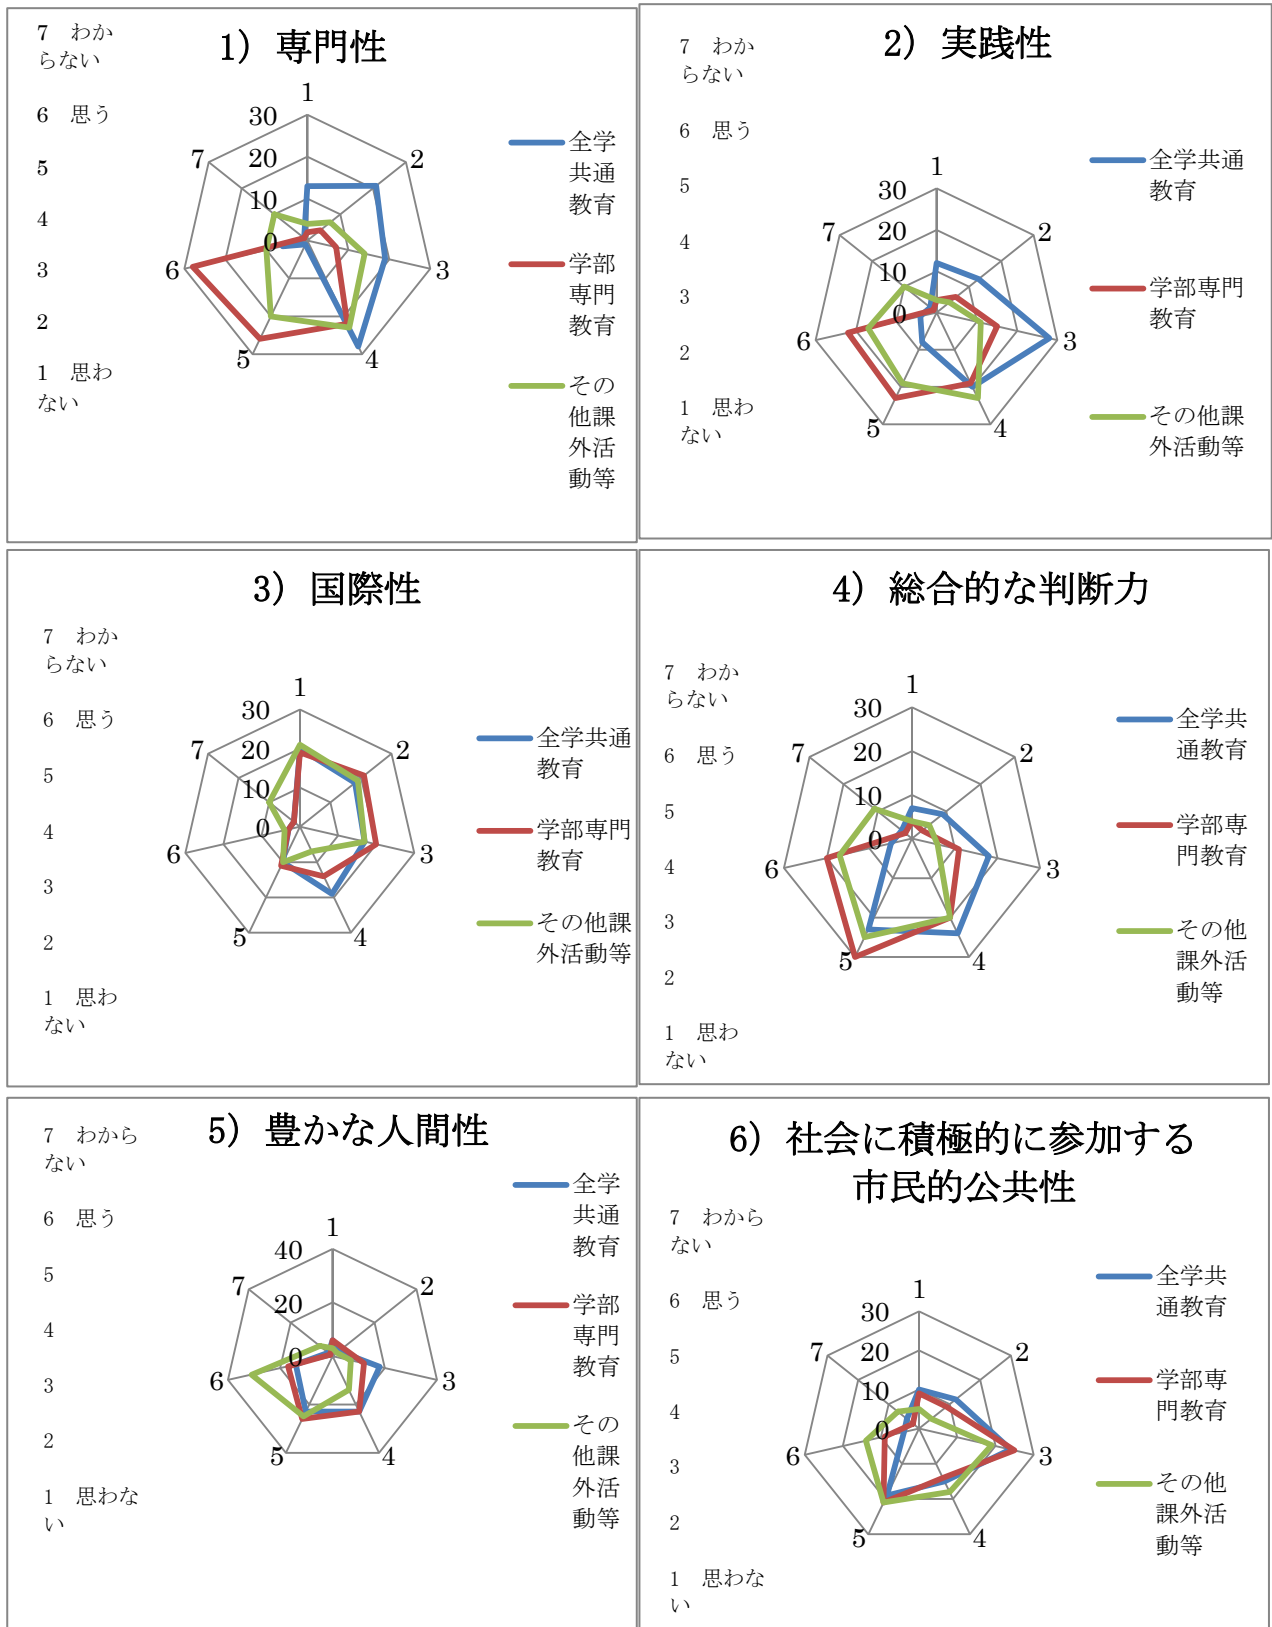 1）専門性
7　わか
らない
6　思う
5
4
3
2
1　思わ
ない
1
2
3
4
5
6
7
30
20
10
0
全学
共通
教育
学部
専門
教育
その
他課
外活
動等
2）実践性
7　わか
らない
6　思う
5
4
3
2
1　思わ
ない
1
2
3
4
5
6
7
30
20
10
0
全学共通
教育
学部専門
教育
その他課
外活動等
3）国際性
7　わか
らない
6　思う
5
4
3
2
1　思わ
ない
1
2
3
4
5
6
7
30
20
10
0
全学共通
教育
学部専門
教育
その他課
外活動等
4）総合的な判断力
7　わか
らない
6　思う
5
4
3
2
1　思わ
ない
1
2
3
4
5
6
7
30
20
10
0
全学共
通教育
学部専
門教育
その他
課外活
動等
5）豊かな人間性
7　わから
ない
6　思う
5
4
3
2
1　思わな
い
1
2
3
4
5
6
7
40
20
0
全学
共通
教育
学部
専門
教育
その
他課
外活
動等
6）社会に積極的に参加する
市民的公共性
7　わから
ない
6　思う
5
4
3
2
1　思わな
い
1
2
3
4
5
6
7
30
20
10
0
全学共
通教育
学部専
門教育
その他
課外活
動等